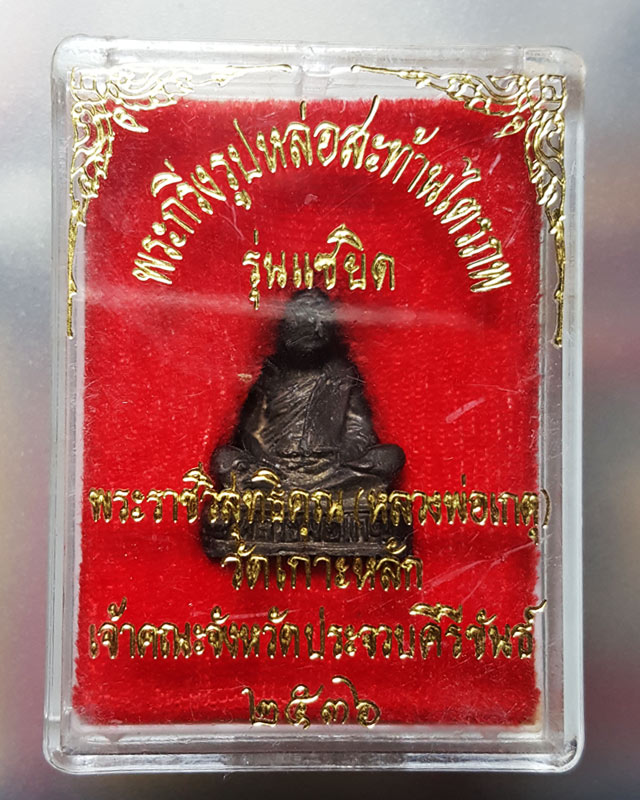 พระกริ่งรูปหล่อสะท้านไตรภพ
รุ่นแซยิด
พระราชวิสุทธิคุณ (หลวงพ่อเกตุ)
วัดเกาะหลัก
เจ้าคณะจังหวัดประจวบคีรีขันธ์
๒๕๓๖